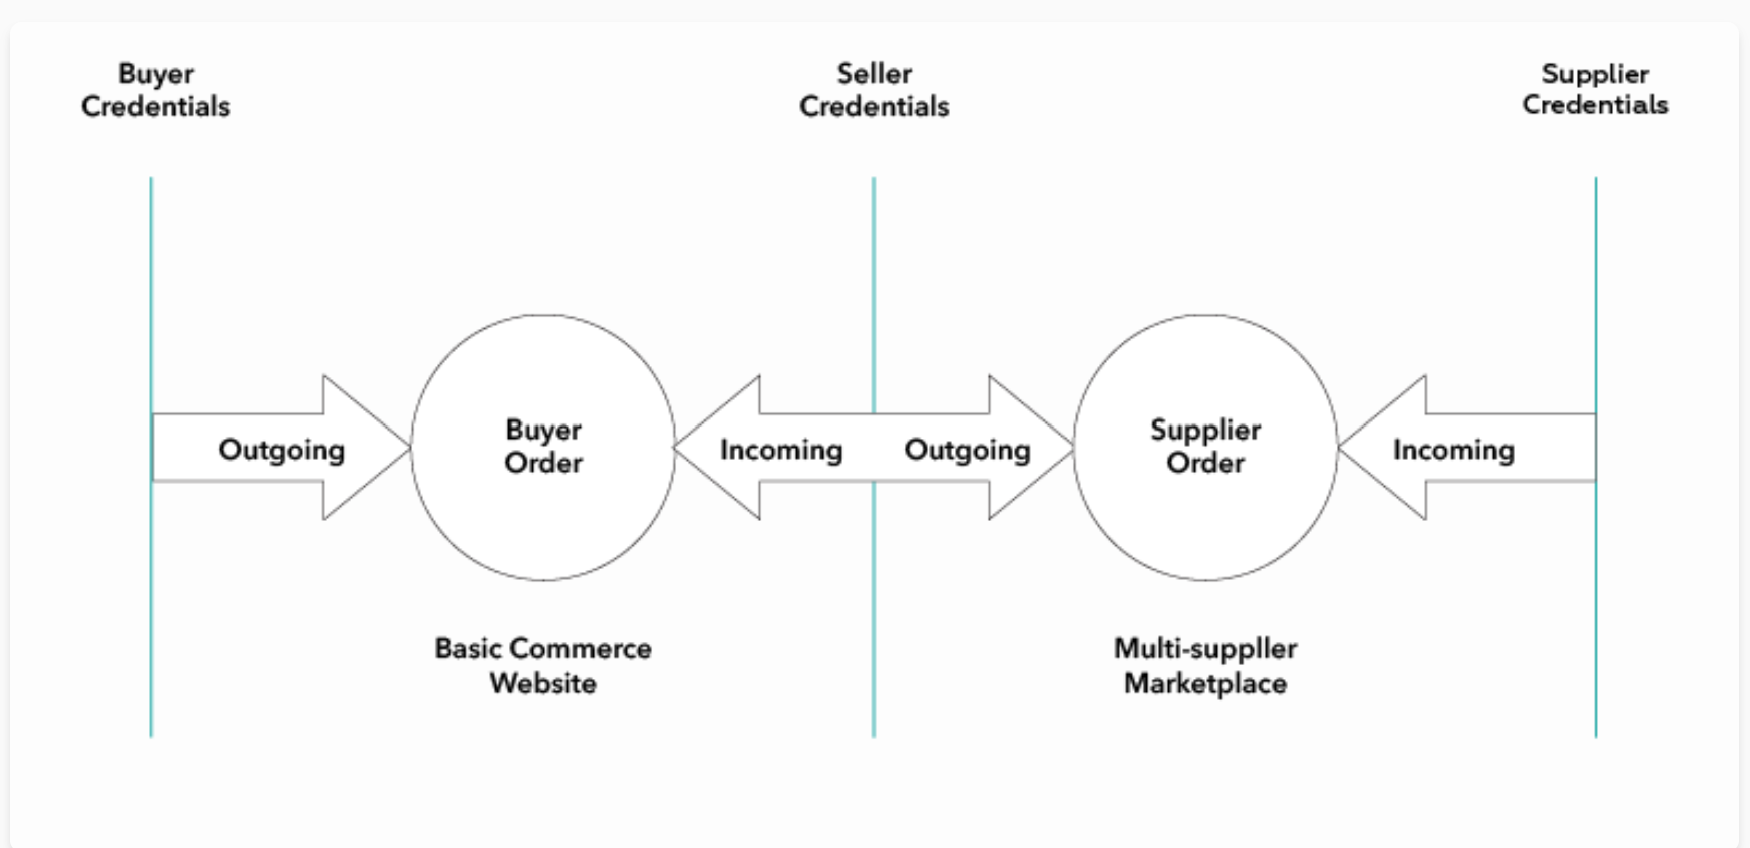 Buyer
Credentials
Seller
Credentials
Supplier
Credentials
Outgoing
Buyer
Order
Incoming
Outgoing
Supplier
Order
Incoming
Basic Commerce
Website
Multi-suppller
Marketplace